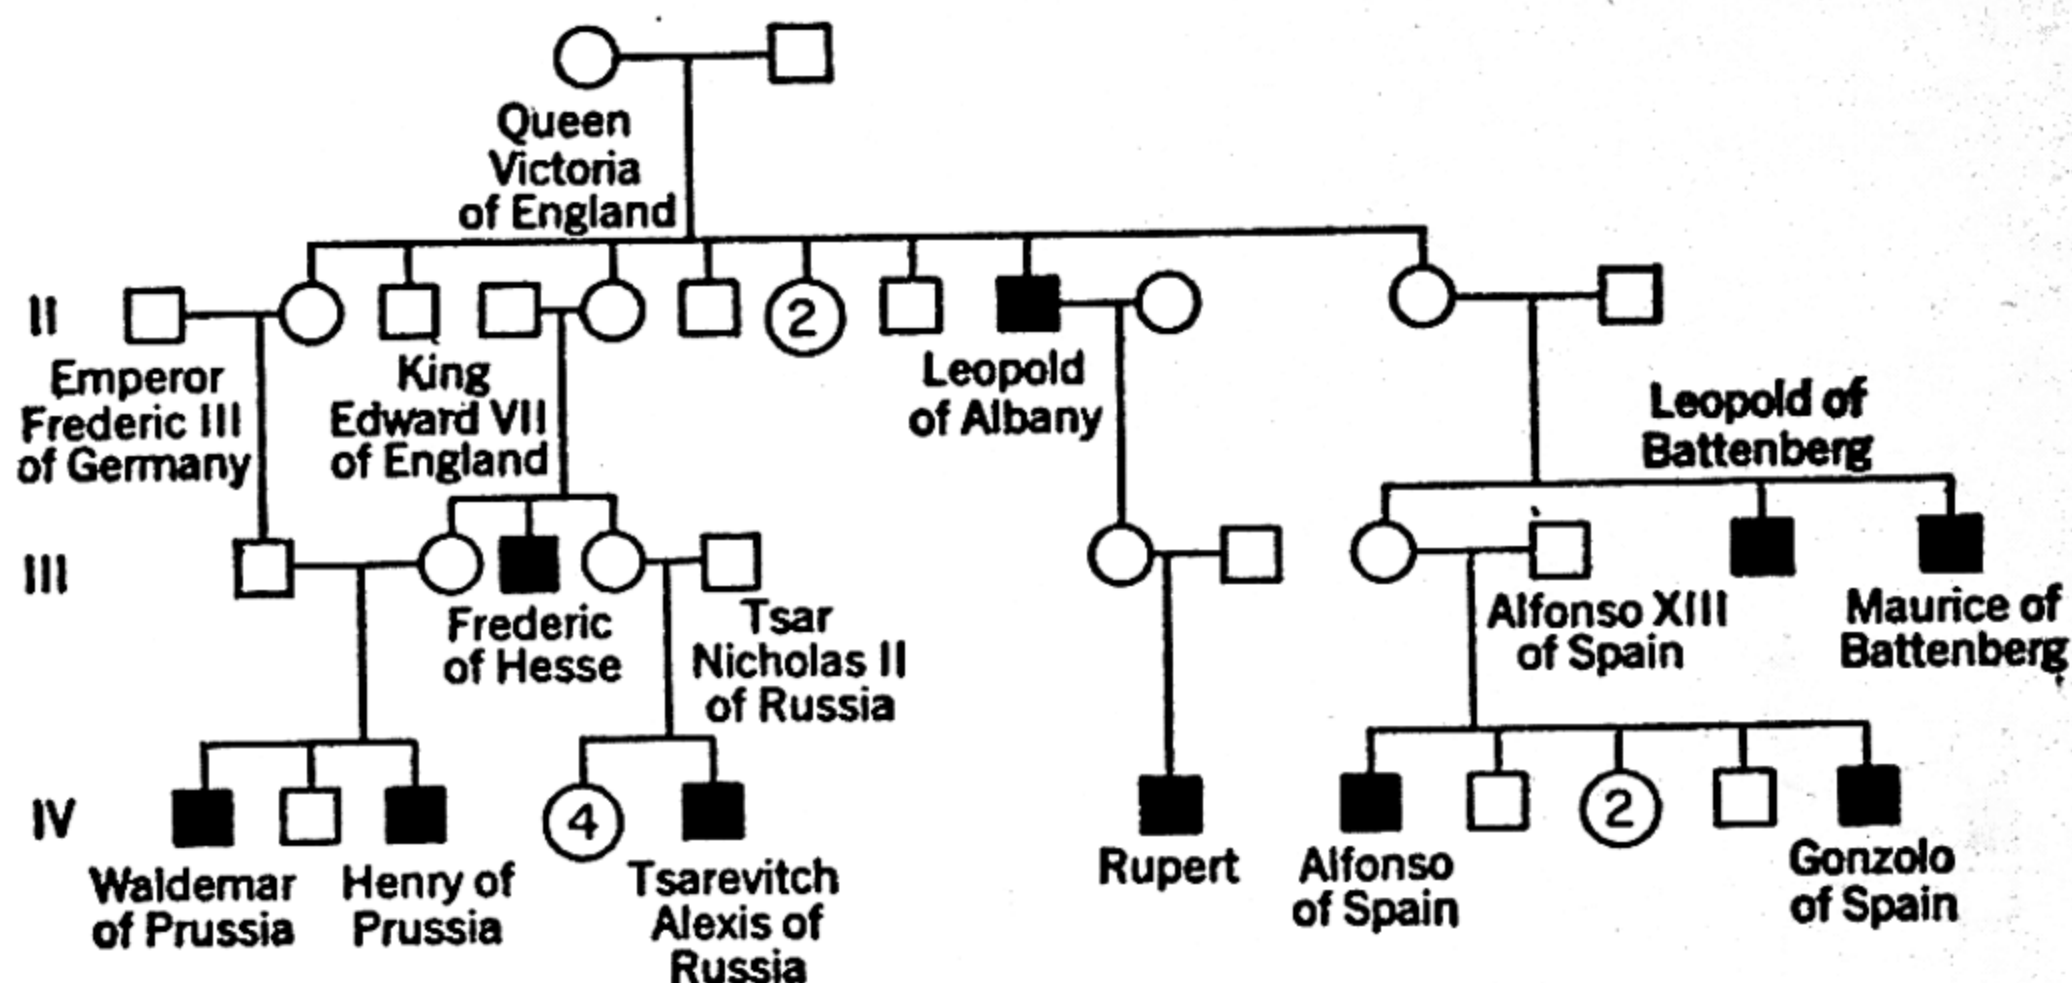 Queen
Victoria
of England
II
2
Emperor
Frederic III
of Germany
King
Edward VII
of England
Leopold
of Albany
Leopold of
Battenberg
III
Frederic
of Hesse
Tsar
Nicholas II
of Russia
Alfonso XIII
of Spain
Maurice of
Battenberg
IV
4
2
Waldemar
of Prussia
Henry of
Prussia
Tsarevitch
Alexis of
Russia
Rupert
Alfonso
of Spain
Gonzolo
of Spain